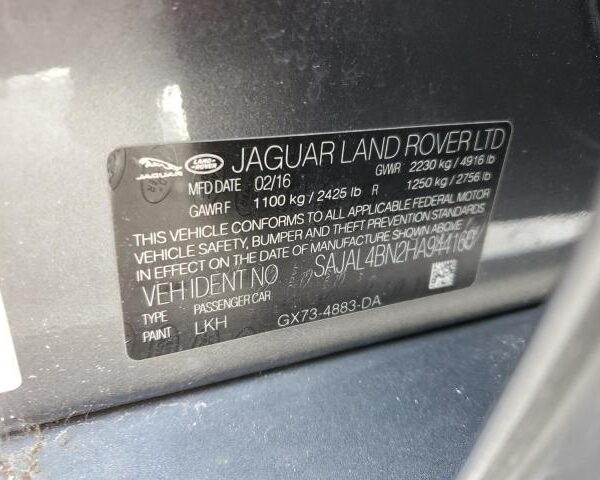 JAGUAR LAND-ROVER JAGUAR LAND ROVER LTD
MFD DATE 02/16 GVWR 2230 kg / 4916 lb
GAWR F 1100 kg / 2425 lb R 1250 kg / 2756 lb
THIS VEHICLE CONFORMS TO ALL APPLICABLE FEDERAL MOTOR
VEHICLE SAFETY, BUMPER AND THEFT PREVENTION STANDARDS
IN EFFECT ON THE DATE OF MANUFACTURE SHOWN ABOVE
VEH IDENT NO SAJAL4BN2HA944160
TYPE PASSENGER CAR
PAINT LKH GX73-4883-DA